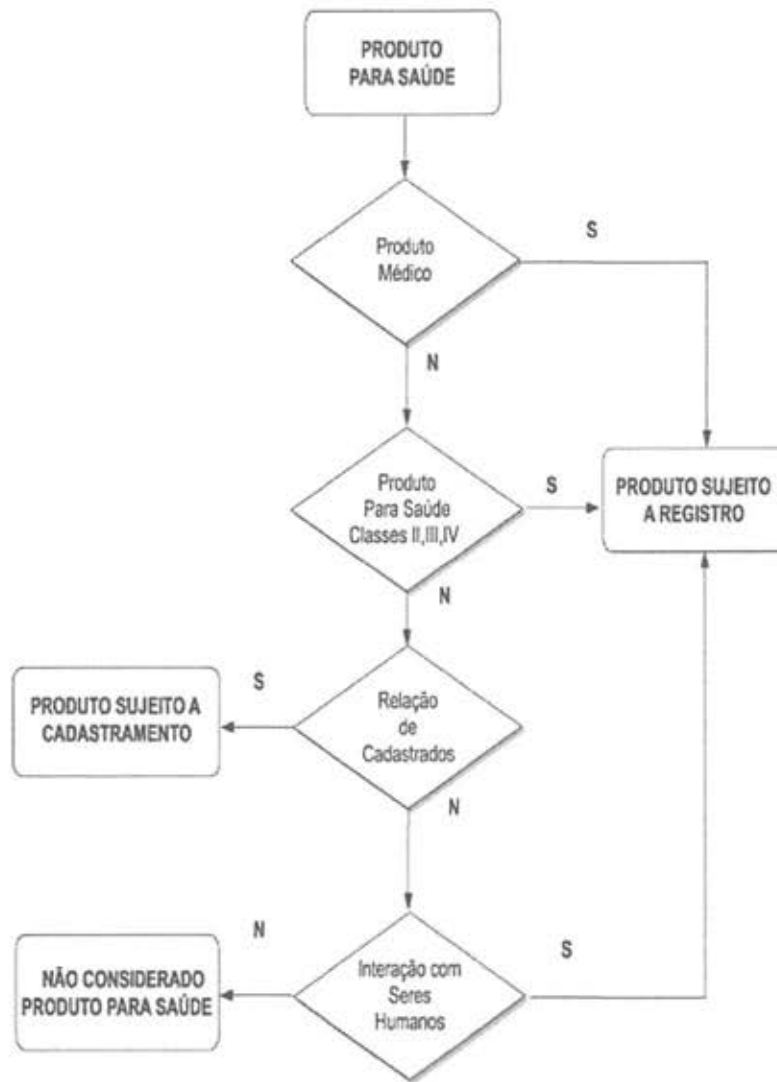 PRODUTO
PARA SAÚDE
S
Produto
Médico
N
Produto
Para Saúde
Classes II,III,IV
S
PRODUTO SUJEITO
A REGISTRO
N
S
PRODUTO SUJEITO A
CADASTRAMENTO
Relação
de
Cadastrados
N
N
S
NÃO CONSIDERADO
PRODUTO PARA SAÚDE
Interação com
Seres
Humanos